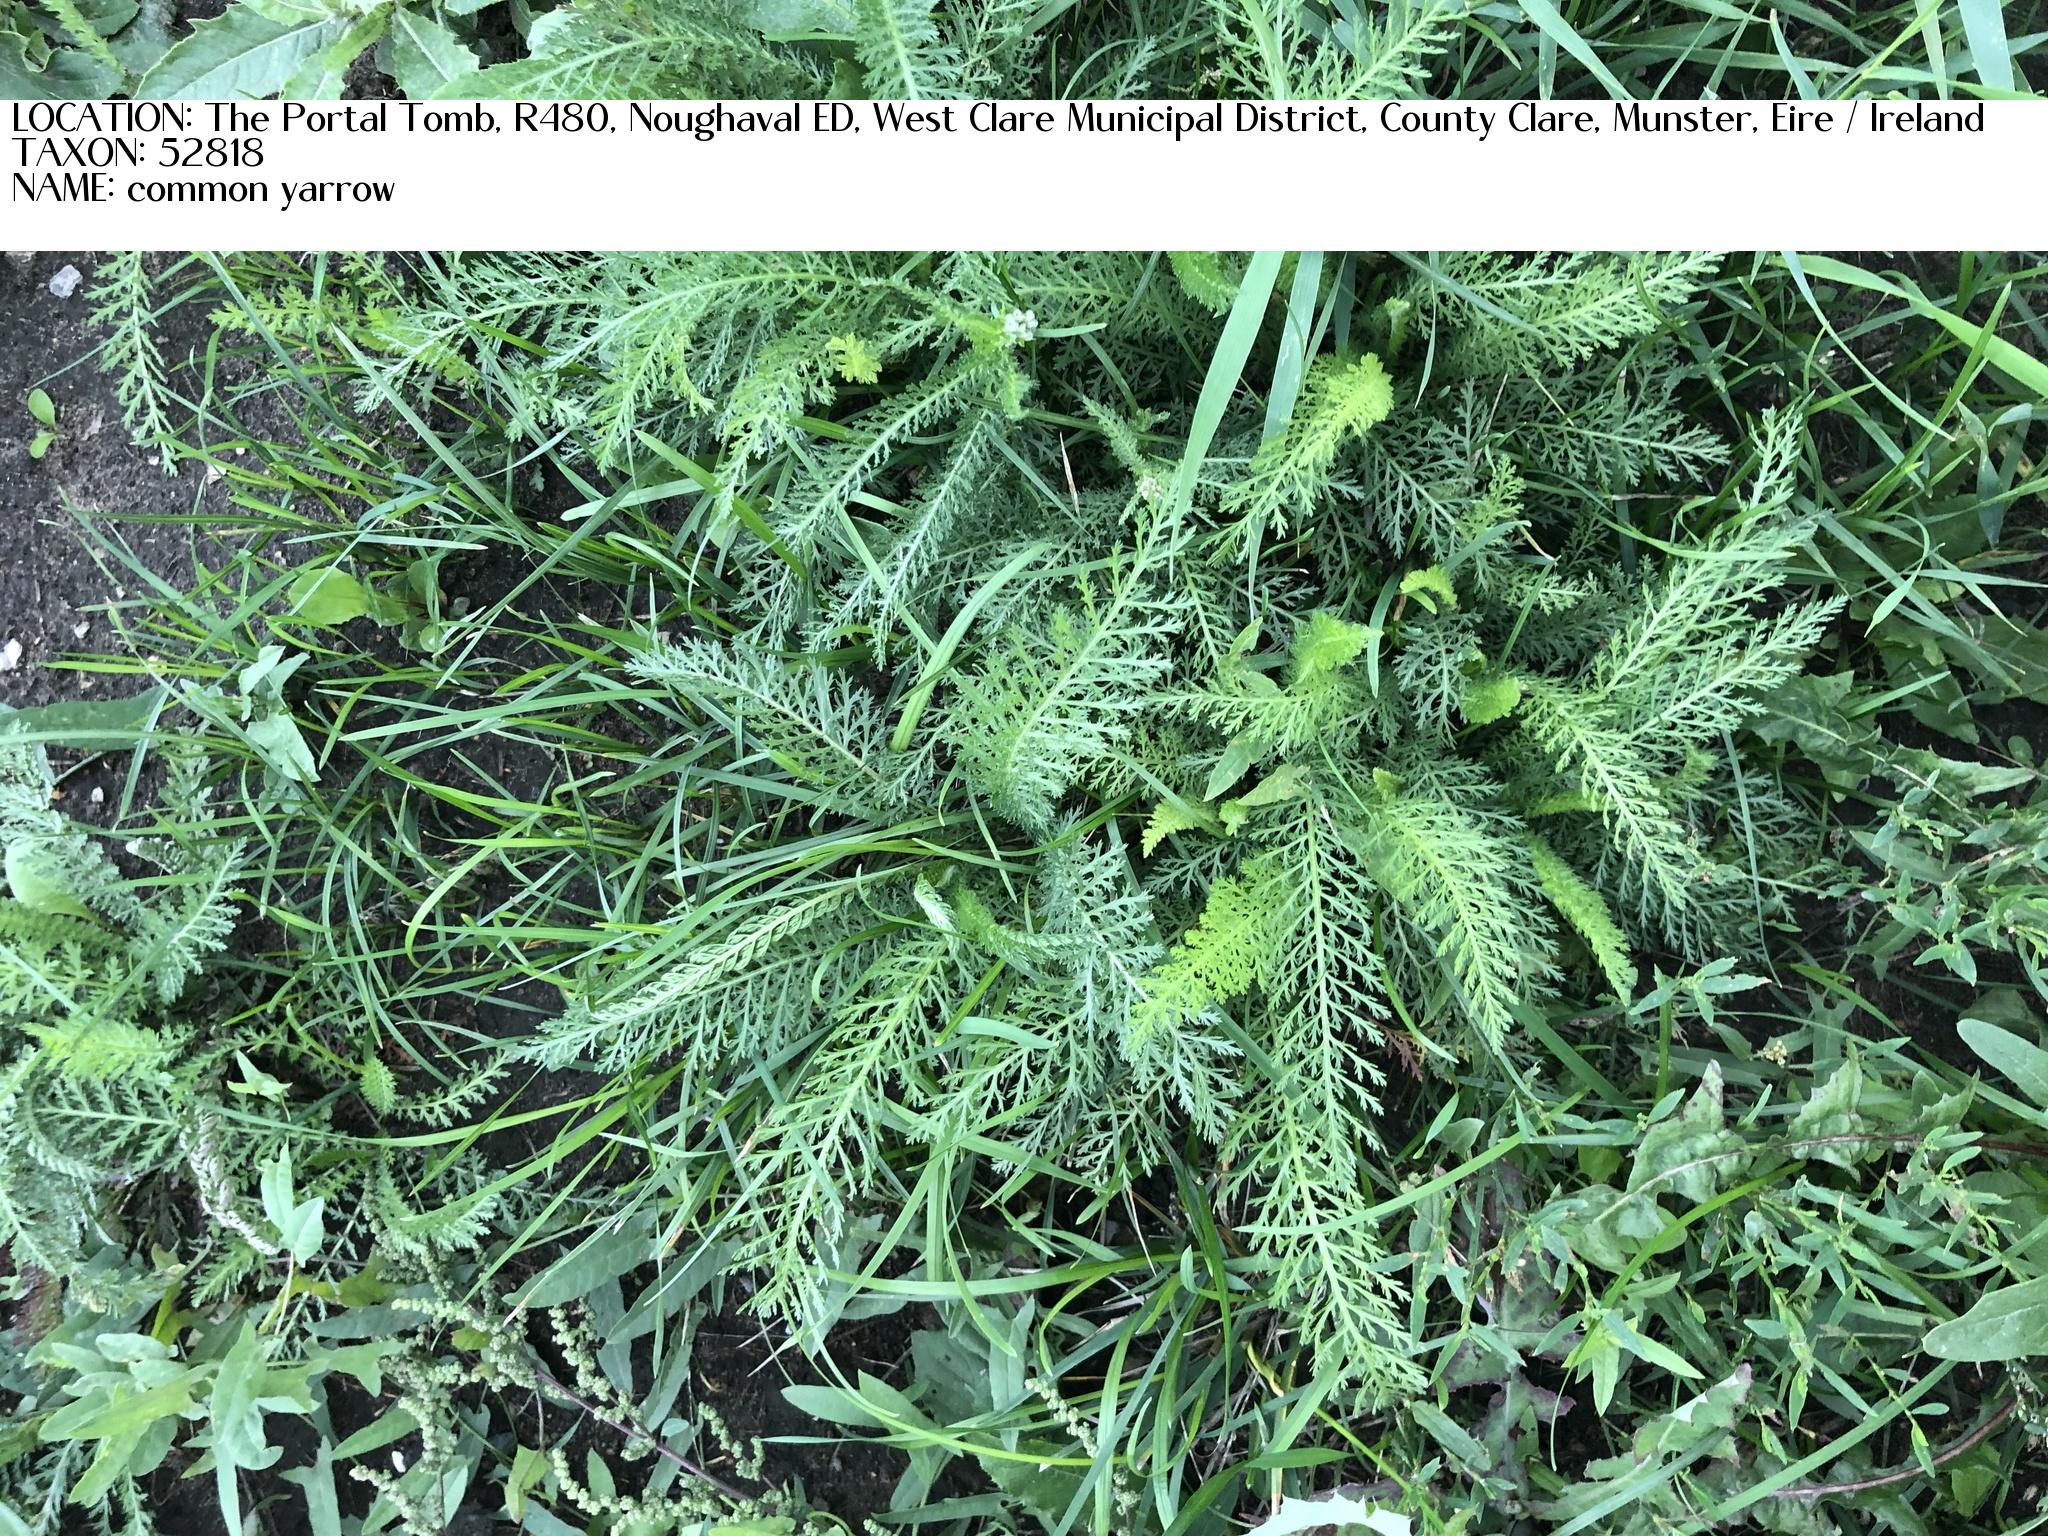 LOCATION: The Portal Tomb, R480, Noughaval ED, West Clare Municipal District, County Clare, Munster, Eire / Ireland
TAXON: 52818
NAME: common yarrow